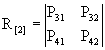 R[2] = |P31 P32|
|P41 P42|